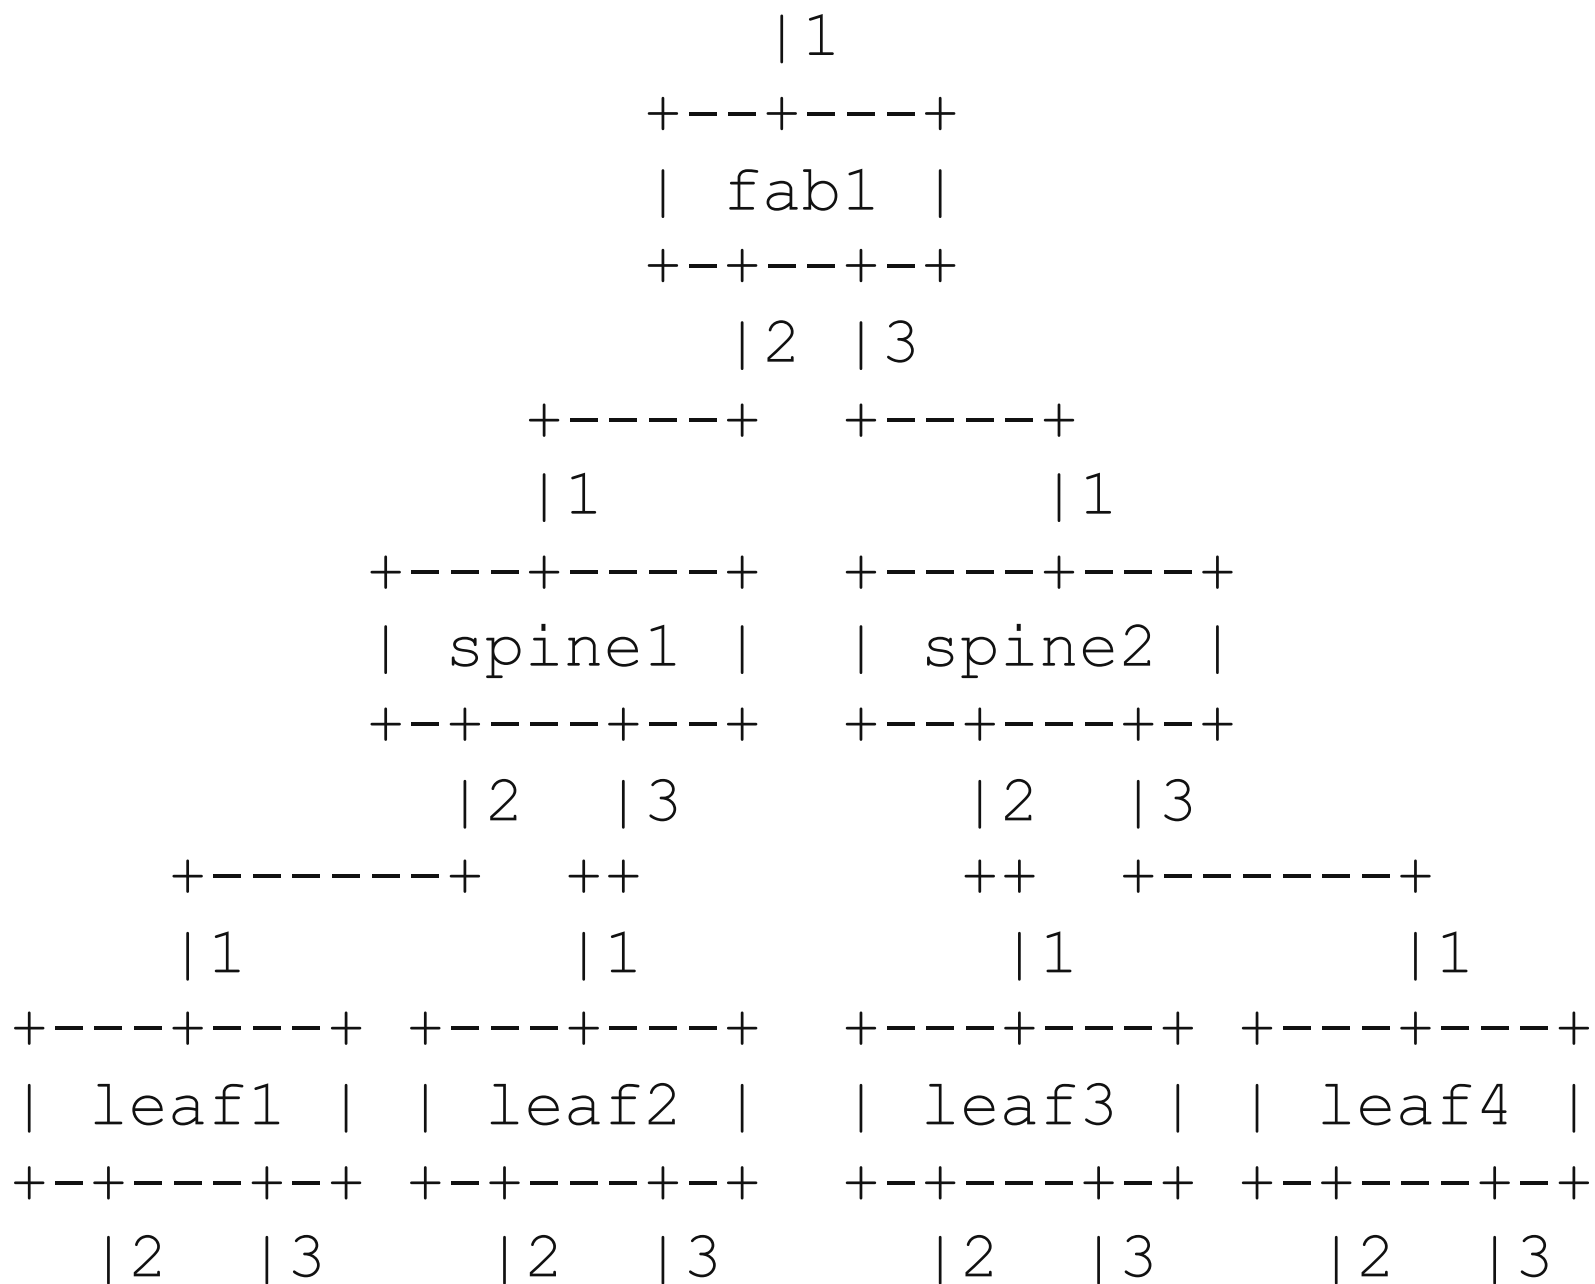 |1
                +--+---+
                | fab1 |
                +-+--+-+
                  |2 |3
             +----+  +----+
             |1           |1
         +---+----+  +----+---+
         | spine1 |  | spine2 |
         +-+---+--+  +--+---+-+
           |2  |3       |2  |3
    +------+  ++        ++  +------+
    |1        |1         |1        |1
+---+---+ +---+---+  +---+---+ +---+---+
| leaf1 | | leaf2 |  | leaf3 | | leaf4 |
+-+---+-+ +-+---+-+  +-+---+-+ +-+---+-+
  |2  |3    |2  |3     |2  |3    |2  |3